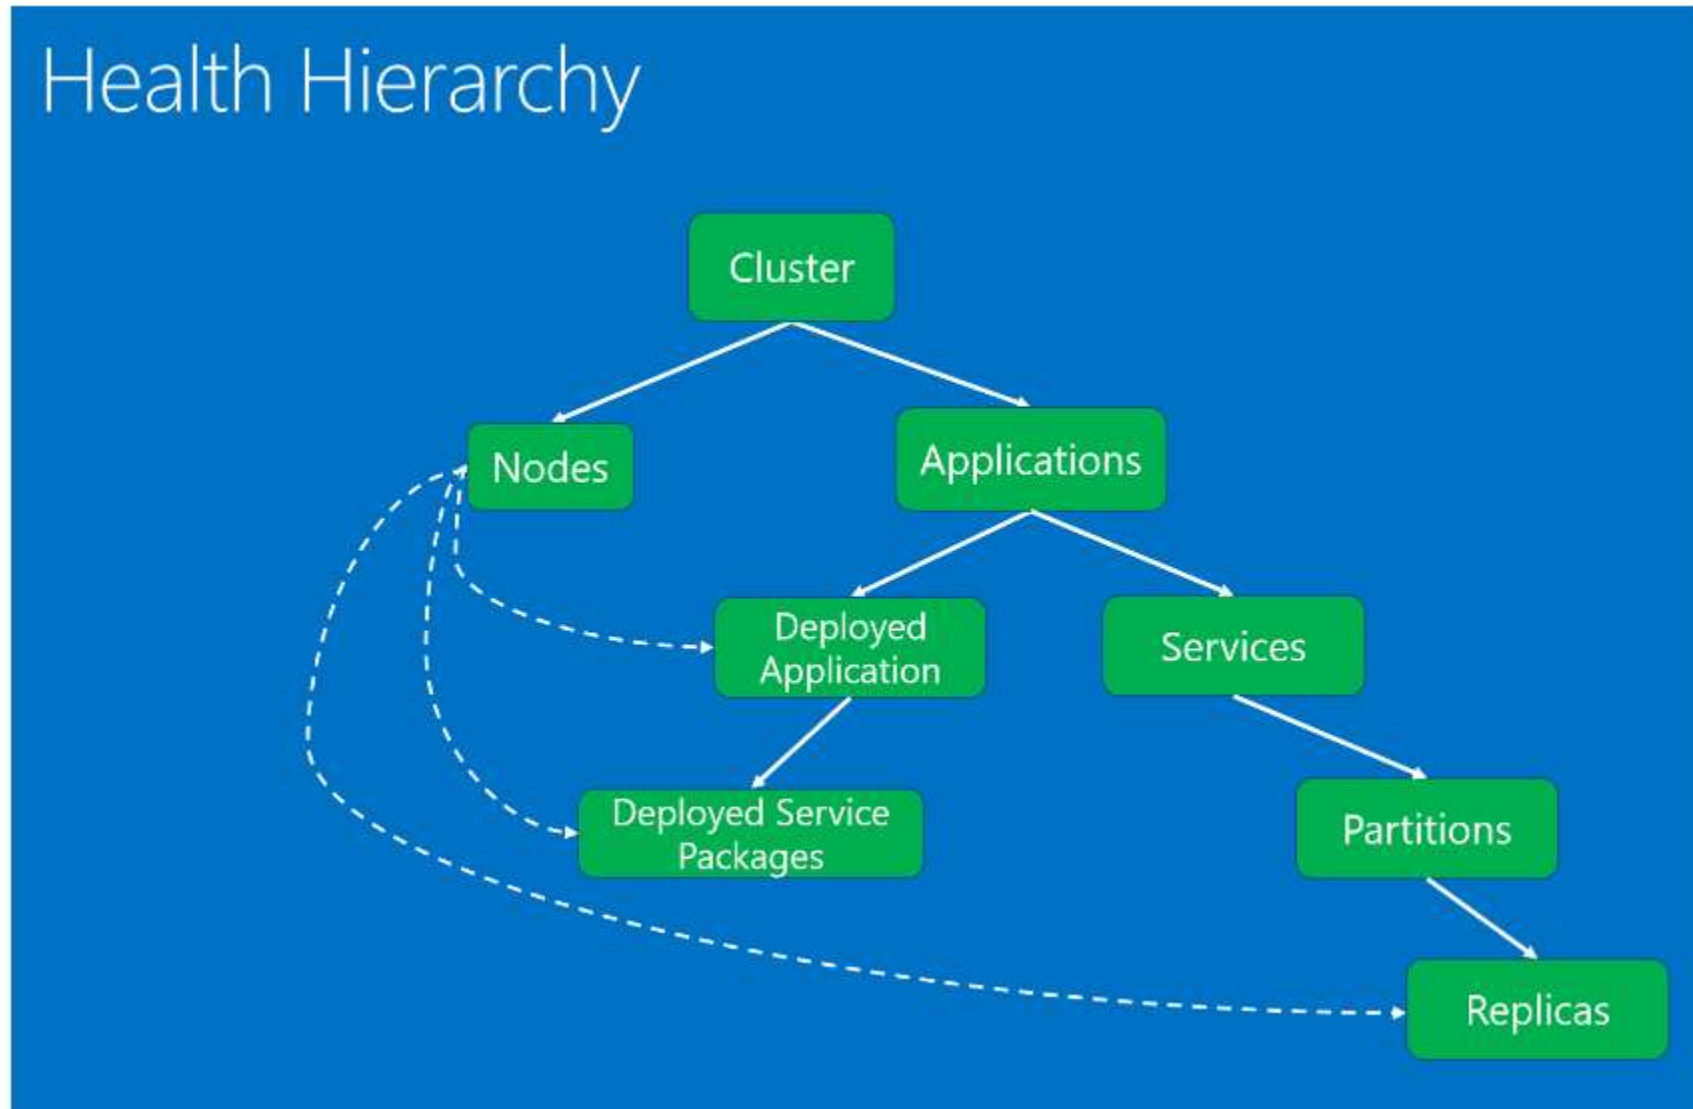 Health Hierarchy
Cluster
Nodes
Applications
Deployed
Application
Services
Deployed Service
Packages
Partitions
Replicas